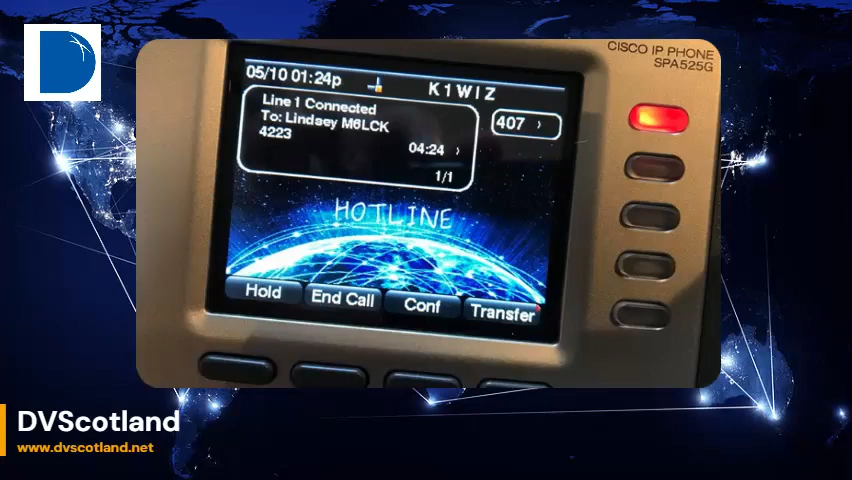 CISCO IP PHONE
SPA525G
05/10 01:24p
K1WIZ
Line 1 Connected
To: Lindsey M6LCK
4223
04:24
1/1
407
HOTLINE
Hold
End Call
Conf
Transfer
DVScotland
www.dvscotland.net